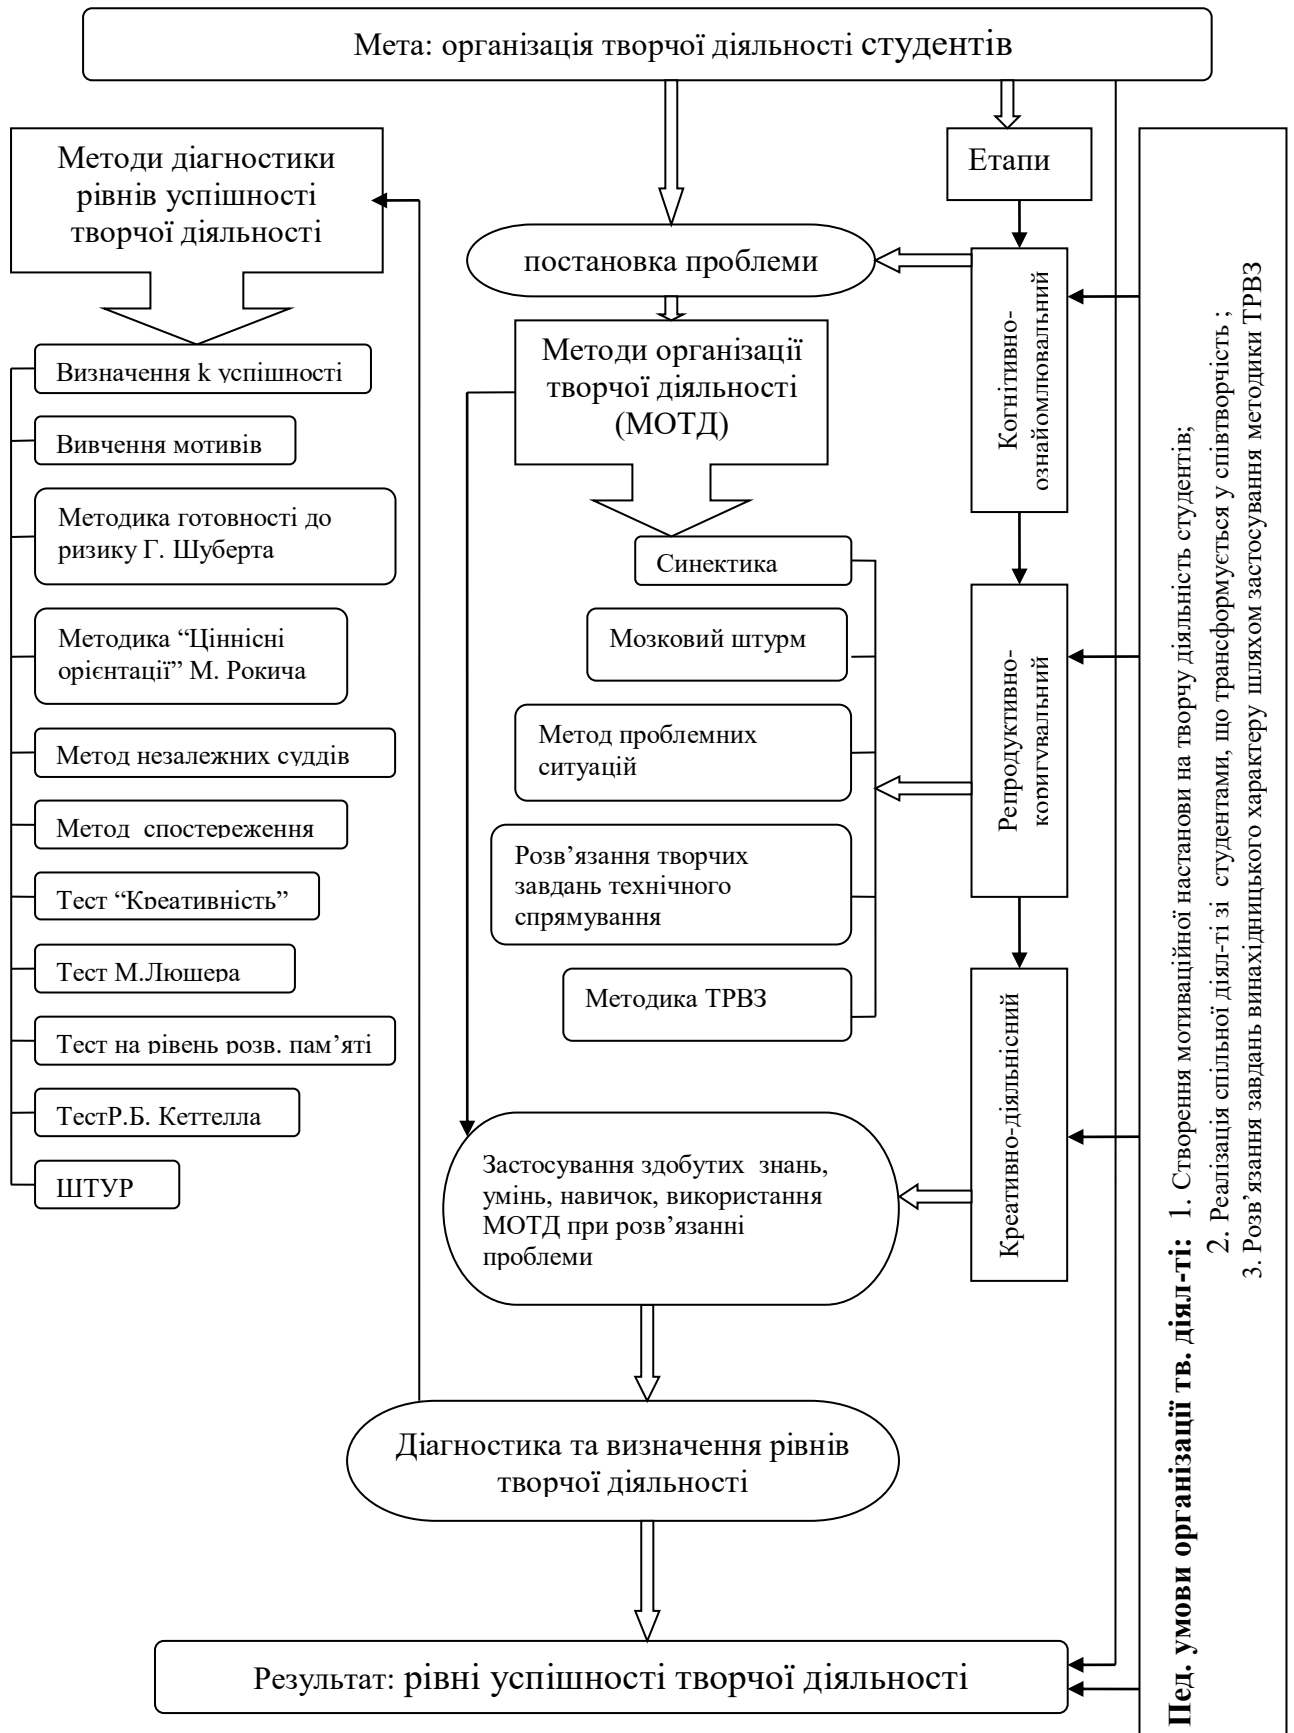 Мета: організація творчої діяльності студентів
Методи діагностики
рівнів успішності
творчої діяльності
Етапи
постановка проблеми
Методи організації
творчої діяльності
(МОТД)
Визначення k успішності
Вивчення мотивів
Методика готовності до
ризику Г. Шуберта
Методика “Ціннісні
орієнтації” М. Рокича
Метод незалежних суддів
Метод спостереження
Тест “Креативність”
Тест М.Люшера
Тест на рівень розв. пам’яті
ТестР.Б. Кеттелла
ШТУР
Синектика
Мозковий штурм
Метод проблемних
ситуацій
Розв’язання творчих
завдань технічного
спрямування
Методика ТРВЗ
Застосування здобутих знань,
умінь, навичок, використання
МОТД при розв’язанні
проблеми
Когнітивно-
ознайомлювальний
Репродуктивно-
коригувальний
Креативно-діяльнісний
Пед. умови організації тв. діял-ті: 1. Створення мотиваційної настанови на творчу діяльність студентів;
2. Реалізація спільної діял-ті зі студентами, що трансформується у співтворчість ;
3. Розв’язання завдань винахідницького характеру шляхом застосування методики ТРВЗ
Діагностика та визначення рівнів
творчої діяльності
Результат: рівні успішності творчої діяльності